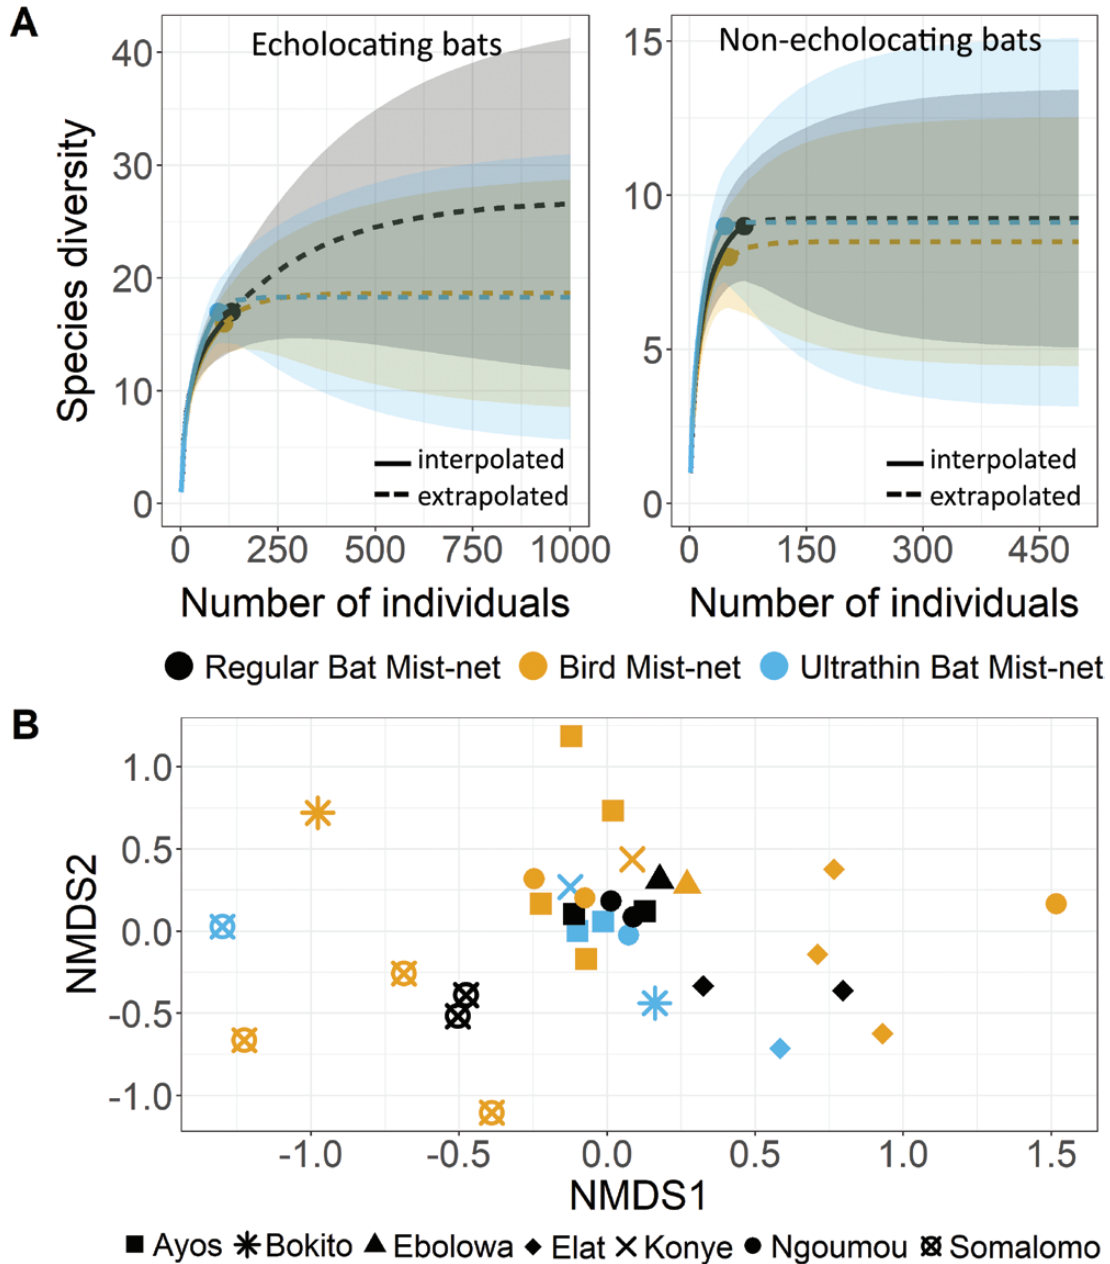 A
Echolocating bats
Non-echolocating bats
Species diversity
40
30
20
10
0
15
10
5
0
interpolated
extrapolated
interpolated
extrapolated
0 250 500 750 1000
0 150 300 450
Number of individuals
Number of individuals
Regular Bat Mist-net Bird Mist-net Ultrathin Bat Mist-net
B
NMDS2
1.0
0.5
0.0
-0.5
-1.0
-1.0 -0.5 0.0 0.5 1.0 1.5
NMDS1
Ayos Bokito Ebolowa Elat Konye Ngoumou Somalomo